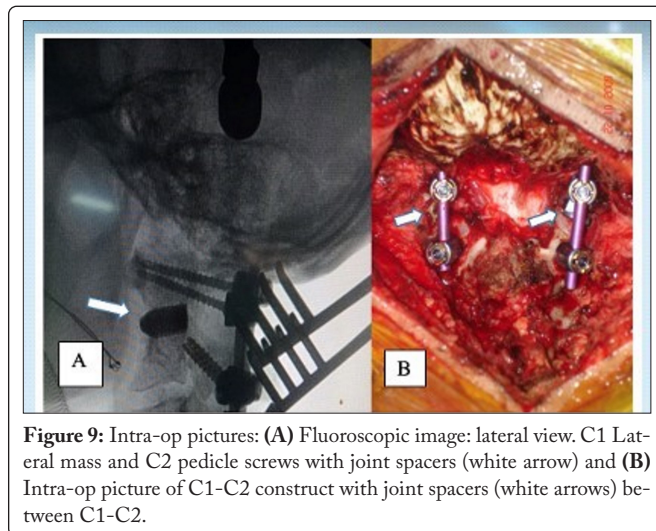 A
B
Figure 9: Intra-op pictures: (A) Fluoroscopic image: lateral view. C1 Lat-
eral mass and C2 pedicle screws with joint spacers (white arrow) and (B)
Intra-op picture of C1-C2 construct with joint spacers (white arrows) be-
tween C1-C2.